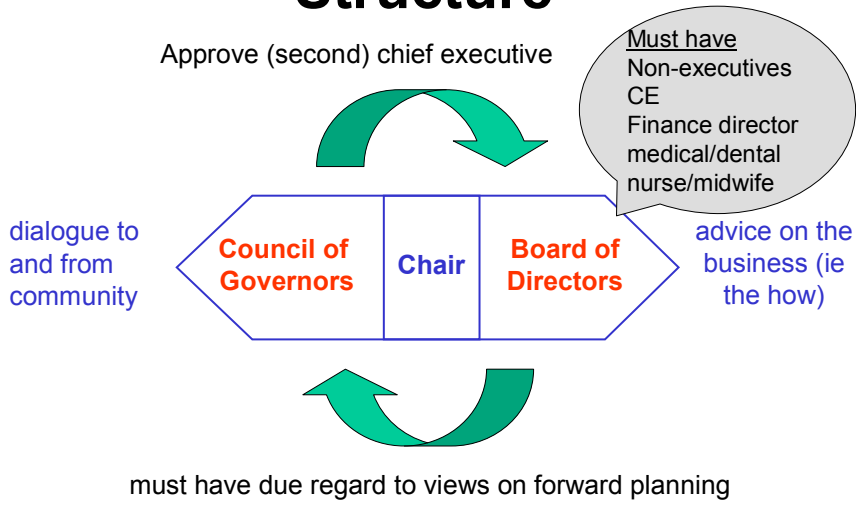 Structure
Approve (second) chief executive
Must have
Non-executives
CE
Finance director
medical/dental
nurse/midwife
dialogue to
and from
community
Council of
Governors
Chair
Board of
Directors
advice on the
business (ie
the how)
must have due regard to views on forward planning